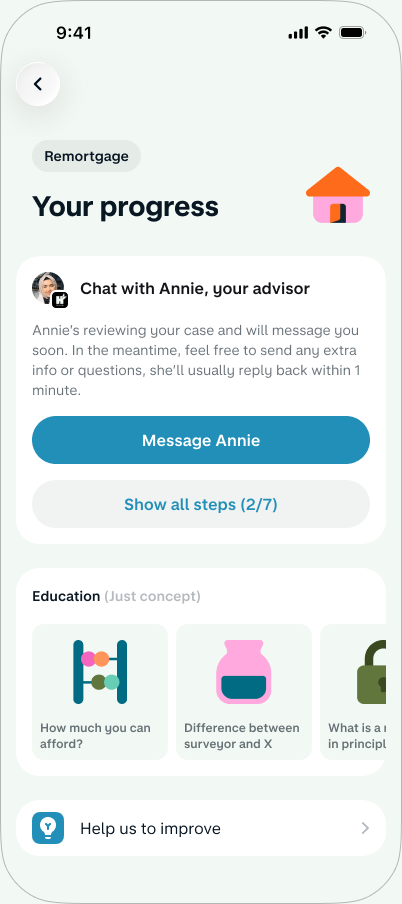 9:41
Remortgage
Your progress
Chat with Annie, your advisor
Annie's reviewing your case and will message you
soon. In the meantime, feel free to send any extra
info or questions, she'll usually reply back within 1
minute.
Message Annie
Show all steps (2/7)
Education (Just concept)
How much you can
afford?
Difference between
surveyor and X
What is a
in
Help us to improve